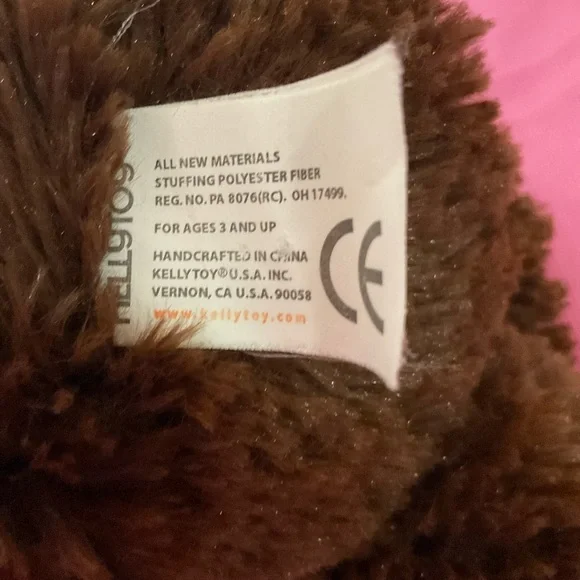 ALL NEW MATERIALS
STUFFING POLYESTER FIBER
REG. NO. PA 8076(RC). OH 17499.
FOR AGES 3 AND UP
HANDCRAFTED IN CHINA
KELLYTOY® U.S.A. INC.
VERNON, CA U.S.A. 90058
www.kellytoy.com
CE
KELLYTOY